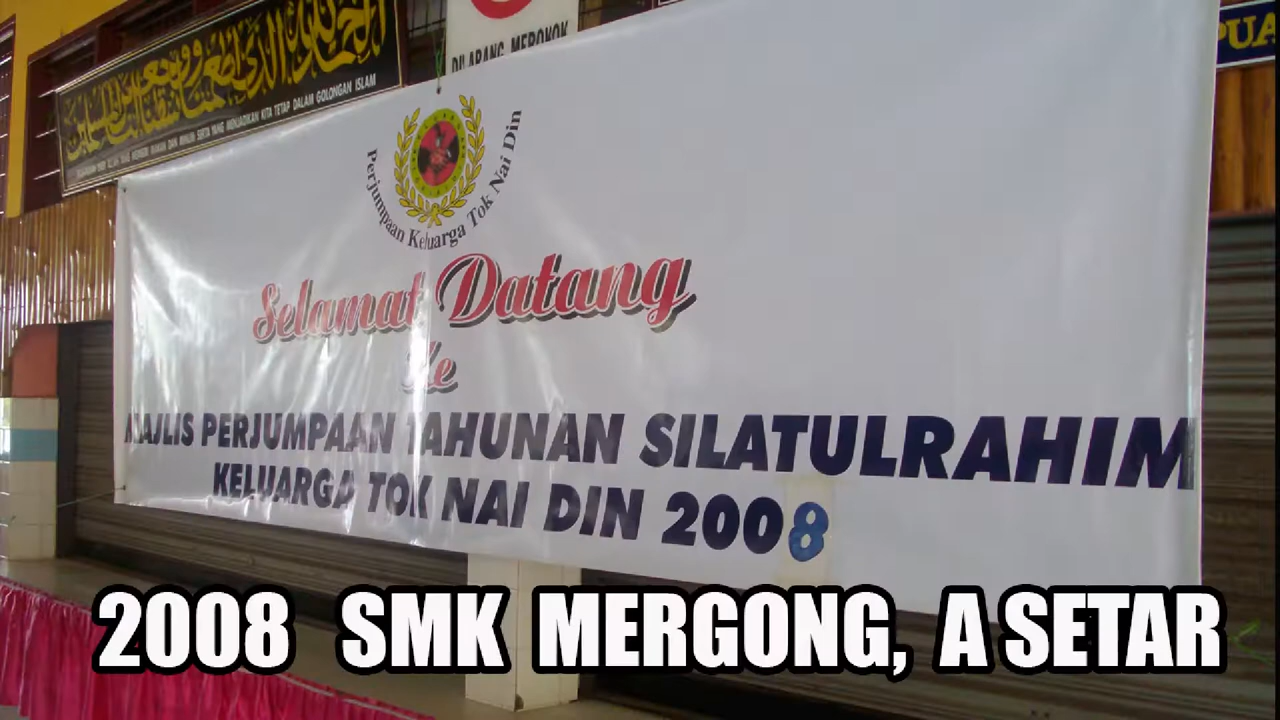 DILARANG MEROKOK
PUA
Perjumpaan Keluarga Tok Nai Din
Selamat Datang
Ke
MAJLIS PERJUMPAAN TAHUNAN SILATULRAHIM
KELUARGA TOK NAI DIN 2008
2008 SMK MERGONG, A SETAR